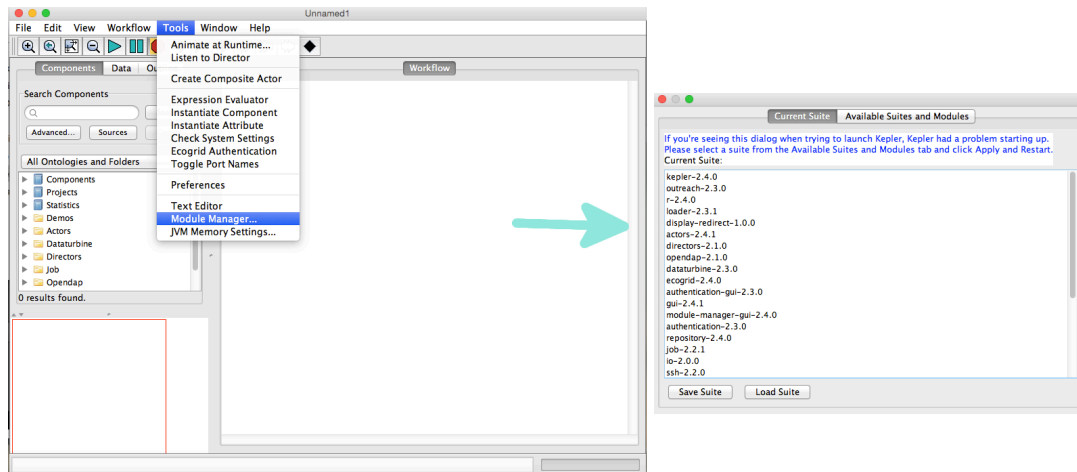 Unnamed1
File Edit View Workflow Tools Window Help
Components Data
Workflow
Search Components
Advanced... Sources
All Ontologies and Folders
Components
Projects
Statistics
Demos
Actors
Dataturbine
Directors
Job
Opendap
0 results found.
Animate at Runtime...
Listen to Director
Create Composite Actor
Expression Evaluator
Instantiate Component
Instantiate Attribute
Check System Settings
Ecogrid Authentication
Toggle Port Names
Preferences
Text Editor
Module Manager...
JVM Memory Settings...
Current Suite Available Suites and Modules
If you're seeing this dialog when trying to launch Kepler, Kepler had a problem starting up.
Please select a suite from the Available Suites and Modules tab and click Apply and Restart.
Current Suite:
kepler-2.4.0
outreach-2.3.0
r-2.4.0
loader-2.3.1
display-redirect-1.0.0
actors-2.4.1
directors-2.1.0
opendap-2.1.0
dataturbine-2.3.0
ecogrid-2.4.0
authentication-gui-2.3.0
gui-2.4.1
module-manager-gui-2.4.0
authentication-2.3.0
repository-2.4.0
job-2.2.1
io-2.0.0
ssh-2.2.0
Save Suite Load Suite